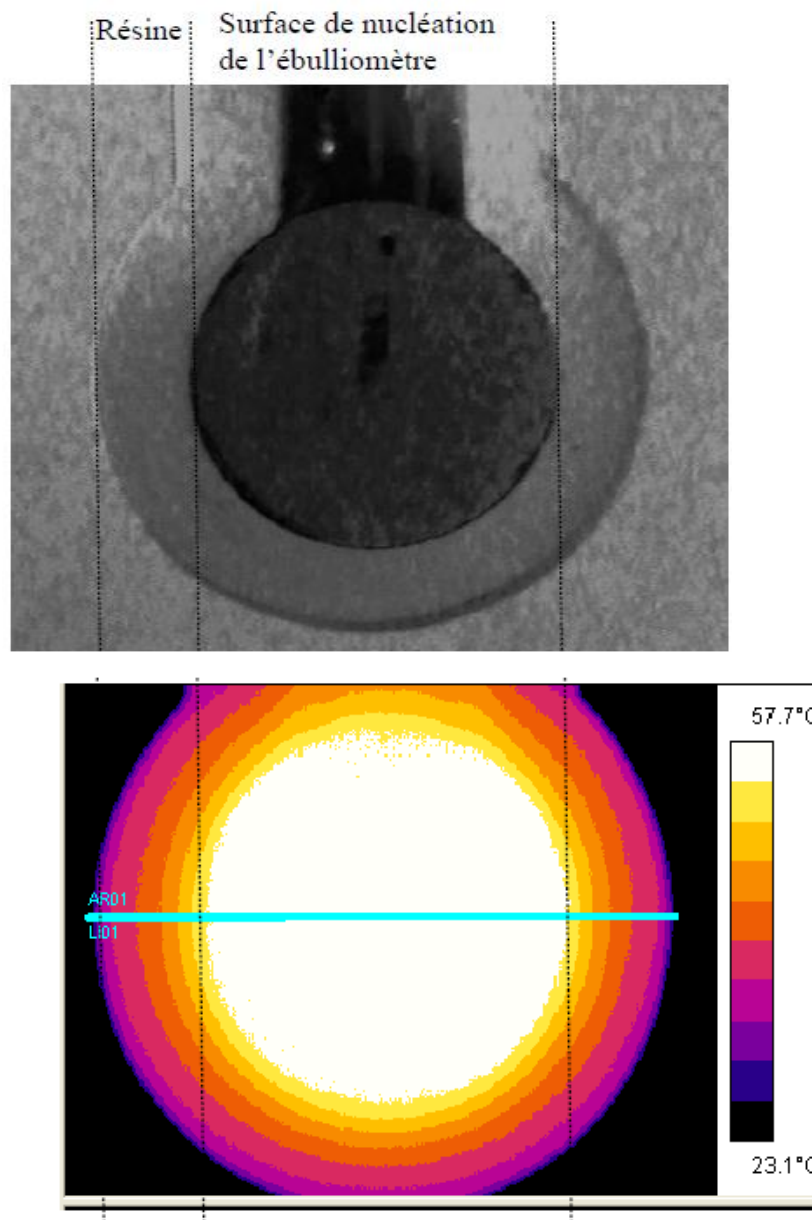 Résine
Surface de nucléation
de l'ébulliomètre
57.7°C
AR01
Li01
23.1°C